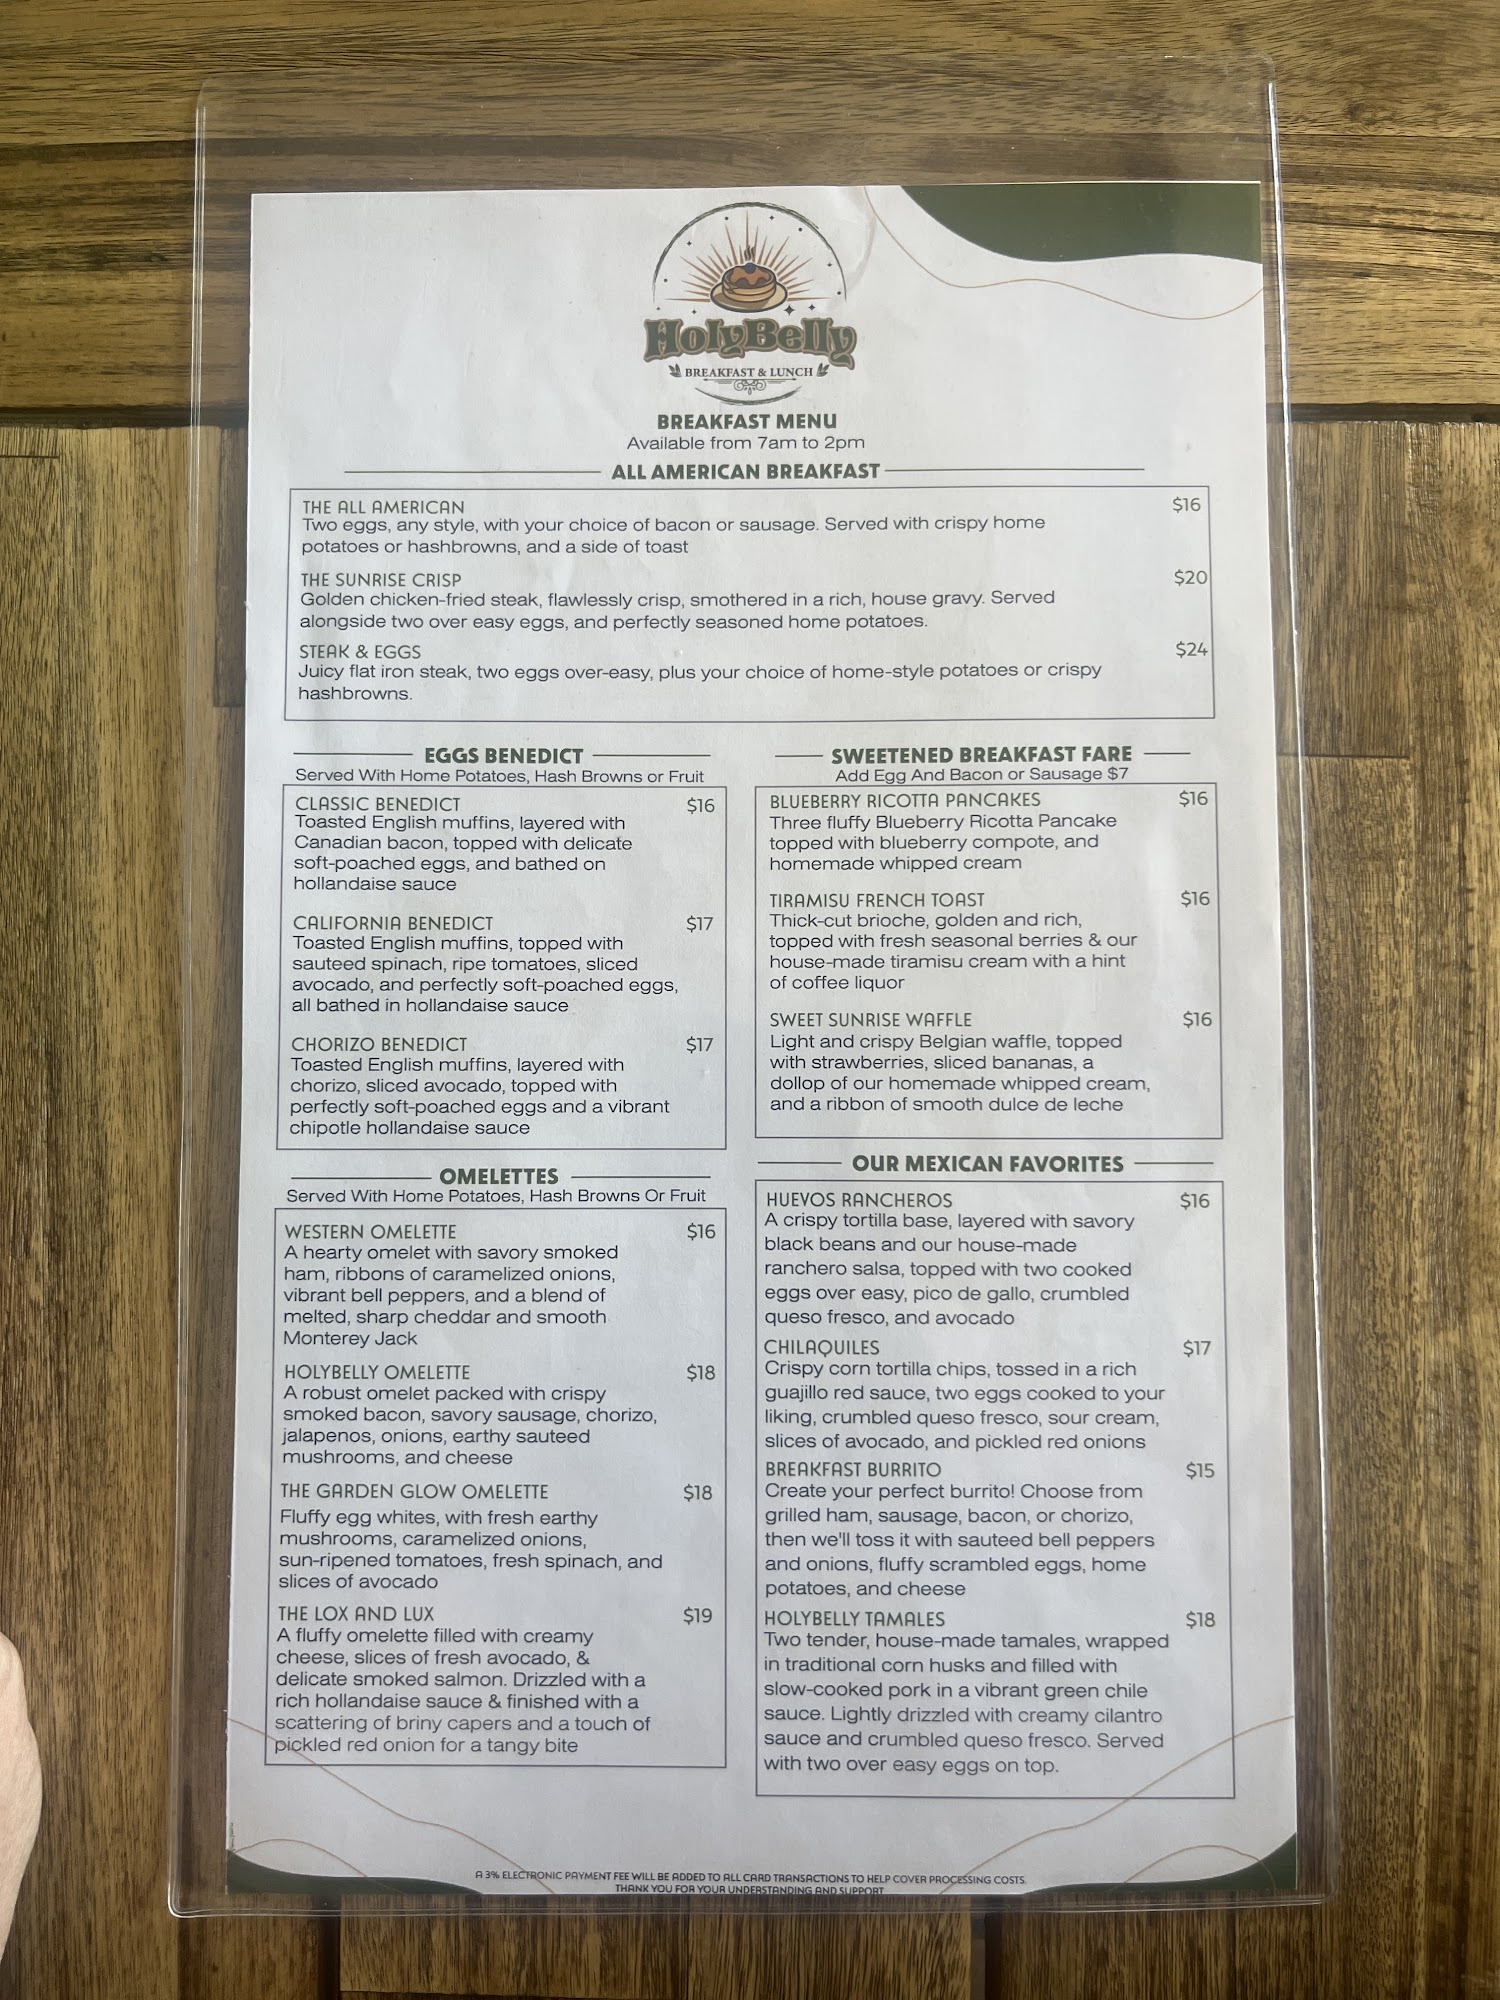 HolyBelly
BREAKFAST & LUNCH
BREAKFAST MENU
Available from 7am to 2pm
ALL AMERICAN BREAKFAST
THE ALL AMERICAN $16
Two eggs, any style, with your choice of bacon or sausage. Served with crispy home
potatoes or hashbrowns, and a side of toast
THE SUNRISE CRISP $20
Golden chicken-fried steak, flawlessly crisp, smothered in a rich, house gravy. Served
alongside two over easy eggs, and perfectly seasoned home potatoes.
STEAK & EGGS $24
Juicy flat iron steak, two eggs over-easy, plus your choice of home-style potatoes or crispy
hashbrowns.
EGGS BENEDICT
Served With Home Potatoes, Hash Browns or Fruit
CLASSIC BENEDICT $16
Toasted English muffins, layered with
Canadian bacon, topped with delicate
soft-poached eggs, and bathed on
hollandaise sauce
CALIFORNIA BENEDICT $17
Toasted English muffins, topped with
sauteed spinach, ripe tomatoes, sliced
avocado, and perfectly soft-poached eggs,
all bathed in hollandaise sauce
CHORIZO BENEDICT $17
Toasted English muffins, layered with
chorizo, sliced avocado, topped with
perfectly soft-poached eggs and a vibrant
chipotle hollandaise sauce
OMELETTES
Served With Home Potatoes, Hash Browns Or Fruit
WESTERN OMELETTE $16
A hearty omelet with savory smoked
ham, ribbons of caramelized onions,
vibrant bell peppers, and a blend of
melted, sharp cheddar and smooth
Monterey Jack
HOLYBELLY OMELETTE $18
A robust omelet packed with crispy
smoked bacon, savory sausage, chorizo,
jalapenos, onions, earthy sauteed
mushrooms, and cheese
THE GARDEN GLOW OMELETTE $18
Fluffy egg whites, with fresh earthy
mushrooms, caramelized onions,
sun-ripened tomatoes, fresh spinach, and
slices of avocado
THE LOX AND LUX $19
A fluffy omelette filled with creamy
cheese, slices of fresh avocado, &
delicate smoked salmon. Drizzled with a
rich hollandaise sauce & finished with a
scattering of briny capers and a touch of
pickled red onion for a tangy bite
SWEETENED BREAKFAST FARE
Add Egg And Bacon or Sausage $7
BLUEBERRY RICOTTA PANCAKES $16
Three fluffy Blueberry Ricotta Pancake
topped with blueberry compote, and
homemade whipped cream
TIRAMISU FRENCH TOAST $16
Thick-cut brioche, golden and rich,
topped with fresh seasonal berries & our
house-made tiramisu cream with a hint
of coffee liquor
SWEET SUNRISE WAFFLE $16
Light and crispy Belgian waffle, topped
with strawberries, sliced bananas, a
dollop of our homemade whipped cream,
and a ribbon of smooth dulce de leche
OUR MEXICAN FAVORITES
HUEVOS RANCHEROS $16
A crispy tortilla base, layered with savory
black beans and our house-made
ranchero salsa, topped with two cooked
eggs over easy, pico de gallo, crumbled
queso fresco, and avocado
CHILAQUILES $17
Crispy corn tortilla chips, tossed in a rich
guajillo red sauce, two eggs cooked to your
liking, crumbled queso fresco, sour cream,
slices of avocado, and pickled red onions
BREAKFAST BURRITO $15
Create your perfect burrito! Choose from
grilled ham, sausage, bacon, or chorizo,
then we'll toss it with sauteed bell peppers
and onions, fluffy scrambled eggs, home
potatoes, and cheese
HOLYBELLY TAMALES $18
Two tender, house-made tamales, wrapped
in traditional corn husks and filled with
slow-cooked pork in a vibrant green chile
sauce. Lightly drizzled with creamy cilantro
sauce and crumbled queso fresco. Served
with two over easy eggs on top.
A 3% ELECTRONIC PAYMENT FEE WILL BE ADDED TO ALL CARD TRANSACTIONS TO HELP COVER PROCESSING COSTS.
THANK YOU FOR YOUR UNDERSTANDING AND SUPPORT